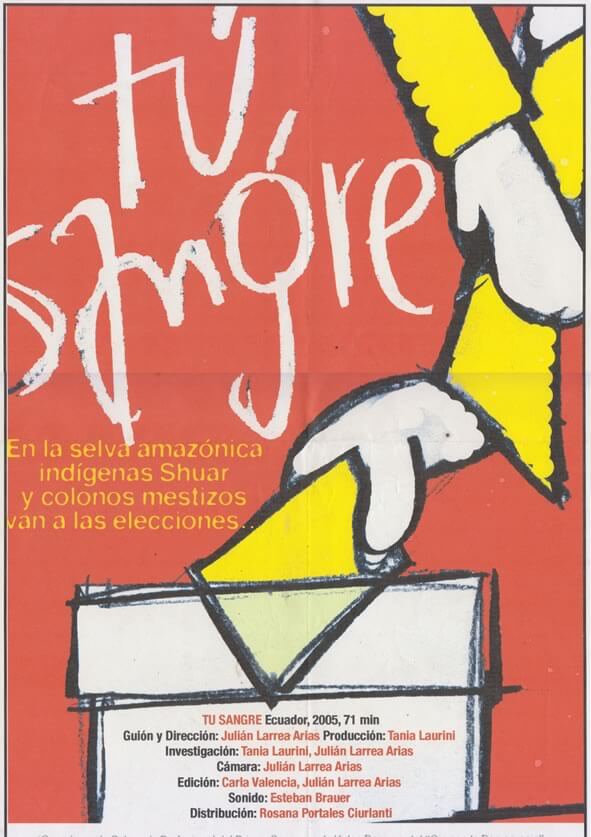 tú
sangre
En la selva amazónica
indígenas Shuar
y colonos mestizos
van a las elecciones...
TU SANGRE Ecuador, 2005, 71 min
Guión y Dirección: Julián Larrea Arias Producción: Tania Laurini
Investigación: Tania Laurini, Julián Larrea Arias
Cámara: Julián Larrea Arias
Edición: Carla Valencia, Julián Larrea Arias
Sonido: Esteban Brauer
Distribución: Rosana Portales Ciurlanti